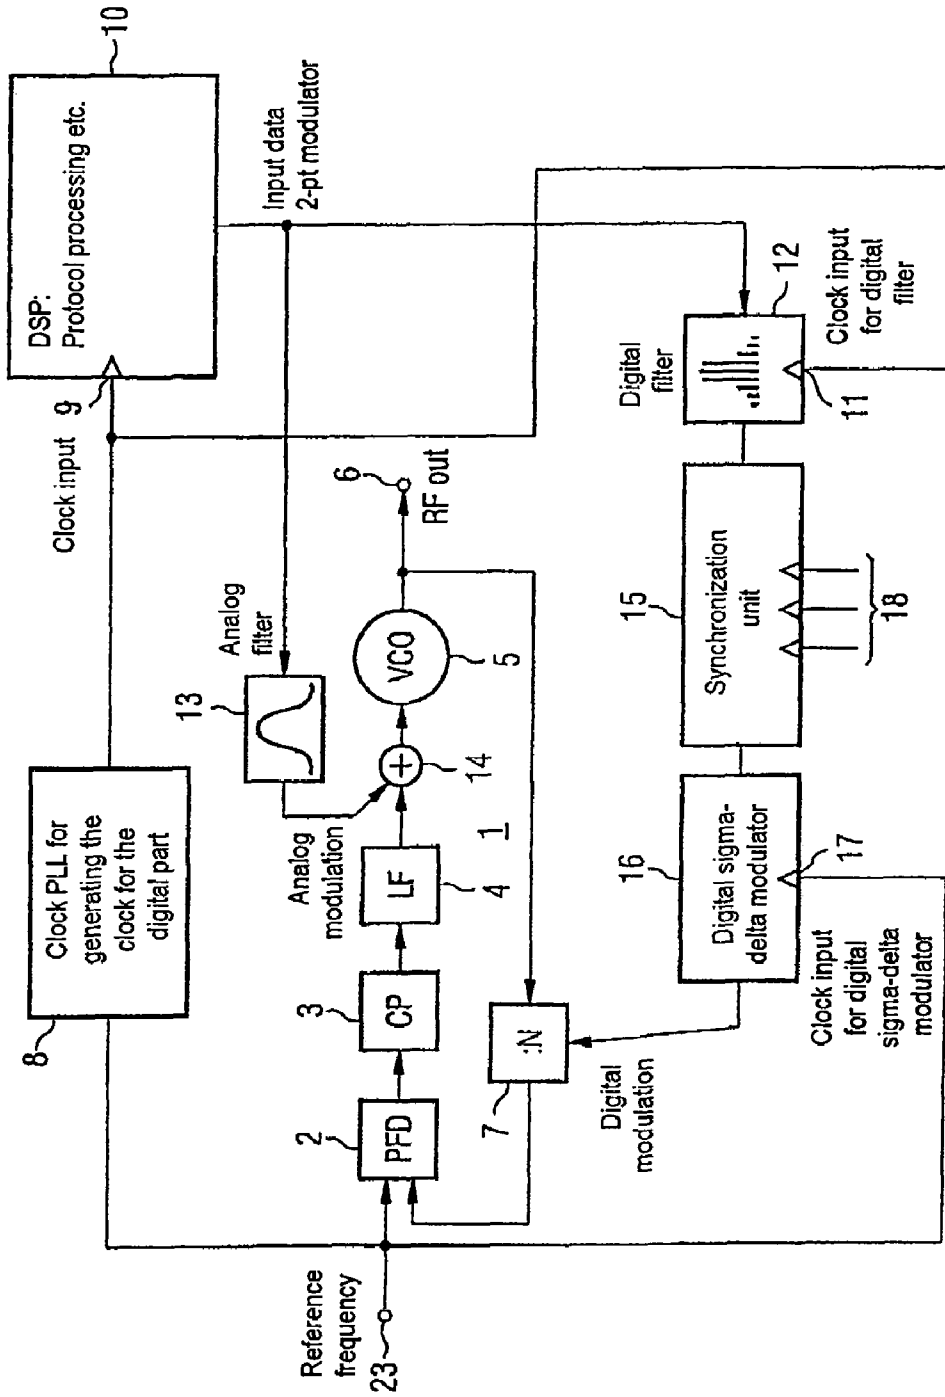 Clock PLL for
generating the
clock for the
digital part
8
Clock input
9
DSP:
Protocol processing etc.
10
Input data
2-pt modulator
Analog
filter
13
Analog
modulation
Reference
frequency
23
2
PFD
3
CP
LF
4
+
14
VCO
5
6
RF out
1
7
:N
Digital
modulation
16
Digital sigma-
delta modulator
17
Clock input
for digital
sigma-delta
modulator
15
Synchronization
unit
18
Digital
filter
12
11
Clock input
for digital
filter